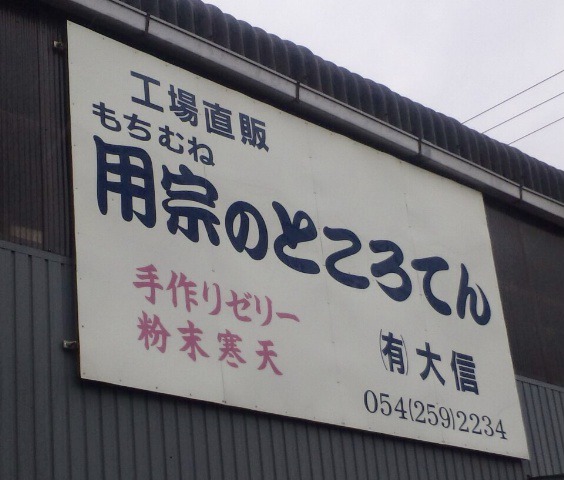 工場直販
もちむね
用宗のところてん
手作りゼリー
粉末寒天
㈲大信
054(259)2234